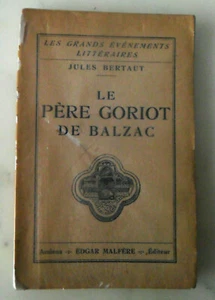 LES GRANDS ÉVÉNEMENTS
LITTÉRAIRES
JULES BERTAUT
LE
PÈRE GORIOT
DE BALZAC
Amiens — EDGAR MALFÈRE — Éditeur